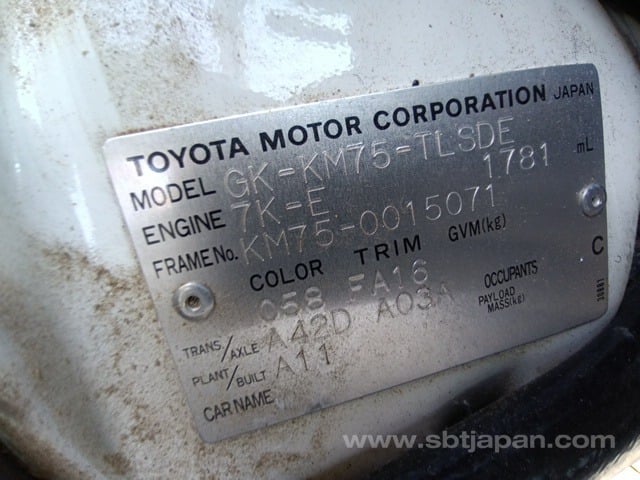 TOYOTA MOTOR CORPORATION JAPAN
MODEL GK-KM75-TLSDE
ENGINE 7K-E 1781 mL
FRAME No. KM75-0015071
COLOR TRIM GVM(kg)
058 FA16 OCCUPANTS C
TRANS/AXLE A42D A03A PAYLOAD MASS(kg)
PLANT/BUILT A11
CAR NAME
www.sbtjapan.com